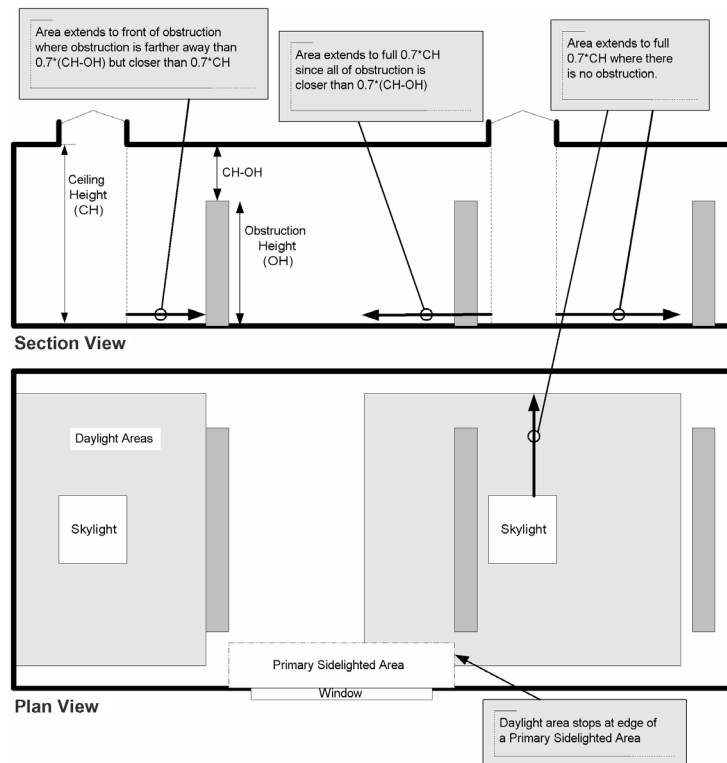 Area extends to front of obstruction
where obstruction is farther away than
0.7*(CH-OH) but closer than 0.7*CH
Area extends to full 0.7*CH
since all of obstruction is
closer than 0.7*(CH-OH)
Area extends to full
0.7*CH where there
is no obstruction.
Ceiling
Height
(CH)
CH-OH
Obstruction
Height
(OH)
Section View
Daylight Areas
Skylight
Skylight
Primary Sidelighted Area
Window
Plan View
Daylight area stops at edge of
a Primary Sidelighted Area